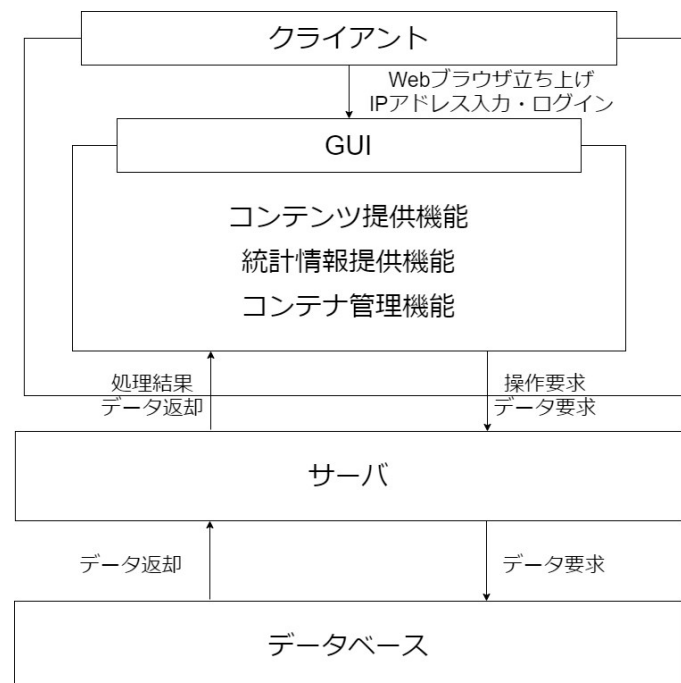 クライアント
Webブラウザ立ち上げ
IPアドレス入力・ログイン
GUI
コンテンツ提供機能
統計情報提供機能
コンテナ管理機能
処理結果
データ返却
操作要求
データ要求
サーバ
データ返却
データ要求
データベース